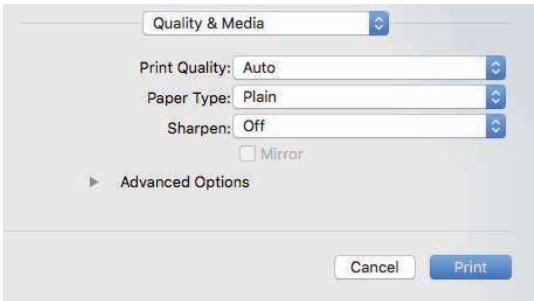 Quality & Media
Print Quality: Auto
Paper Type: Plain
Sharpen: Off
Mirror
Advanced Options
Cancel Print